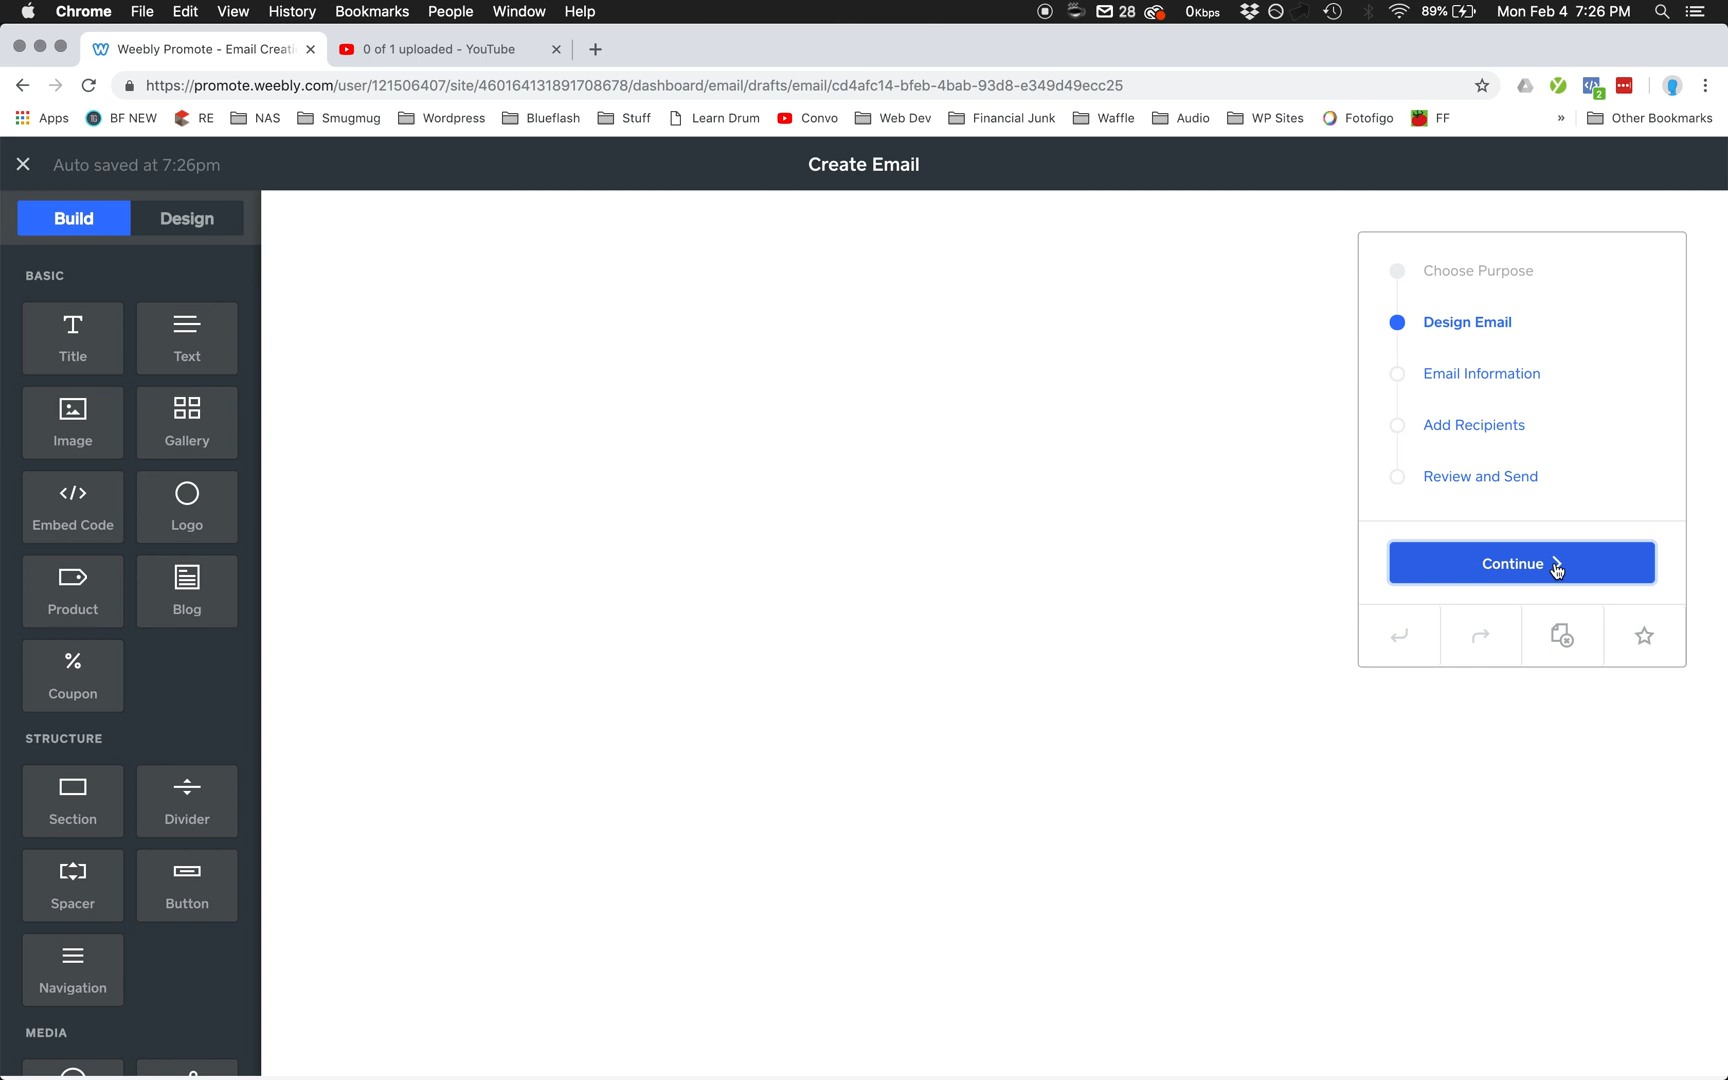 Chrome File Edit View History Bookmarks People Window Help 28 0Kbps 89% Mon Feb 4 7:26 PM
Weebly Promote - Email Creati 0 of 1 uploaded - YouTube
https://promote.weebly.com/user/121506407/site/460164131891708678/dashboard/email/drafts/email/cd4afc14-bfeb-4bab-93d8-e349d49ecc25 2
Apps BF NEW RE NAS Smugmug Wordpress Blueflash Stuff Learn Drum Convo Web Dev Financial Junk Waffle Audio WP Sites Fotofigo FF » Other Bookmarks
Auto saved at 7:26pm Create Email
Build Design
BASIC
Title Text
Image Gallery
Embed Code Logo
Product Blog
Coupon
STRUCTURE
Section Divider
Spacer Button
Navigation
MEDIA
Choose Purpose
Design Email
Email Information
Add Recipients
Review and Send
Continue